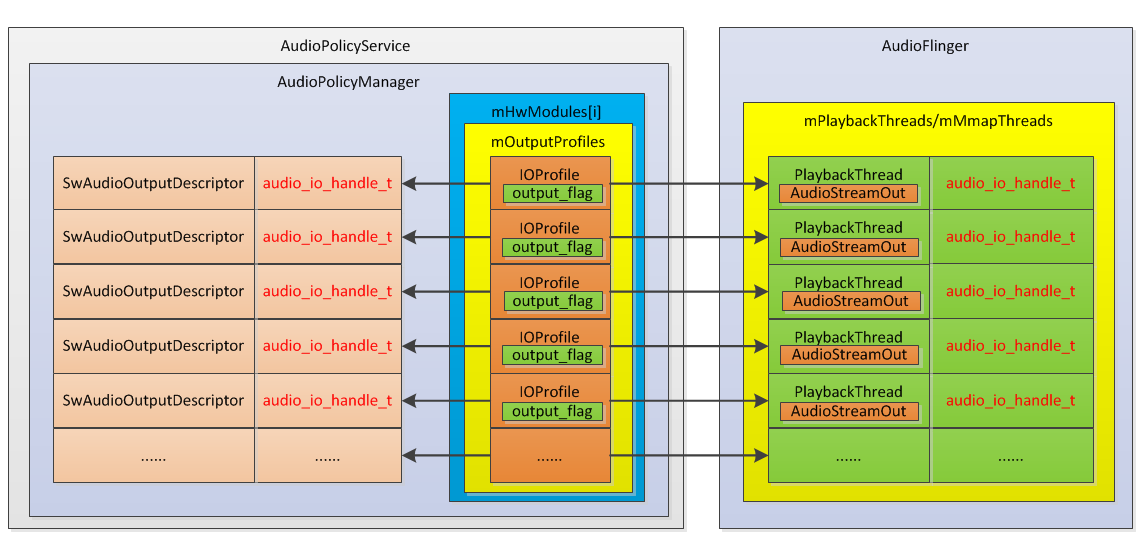 AudioPolicyService
AudioFlinger
AudioPolicyManager
mHwModules[i]
mPlaybackThreads/mMmapThreads
mOutputProfiles
SwAudioOutputDescriptor audio_io_handle_t IOProfile PlaybackThread audio_io_handle_t
output_flag AudioStreamOut
SwAudioOutputDescriptor audio_io_handle_t IOProfile PlaybackThread audio_io_handle_t
output_flag AudioStreamOut
SwAudioOutputDescriptor audio_io_handle_t IOProfile PlaybackThread audio_io_handle_t
output_flag AudioStreamOut
SwAudioOutputDescriptor audio_io_handle_t IOProfile PlaybackThread audio_io_handle_t
output_flag AudioStreamOut
SwAudioOutputDescriptor audio_io_handle_t IOProfile PlaybackThread audio_io_handle_t
output_flag AudioStreamOut
...... ...... ...... ...... ......